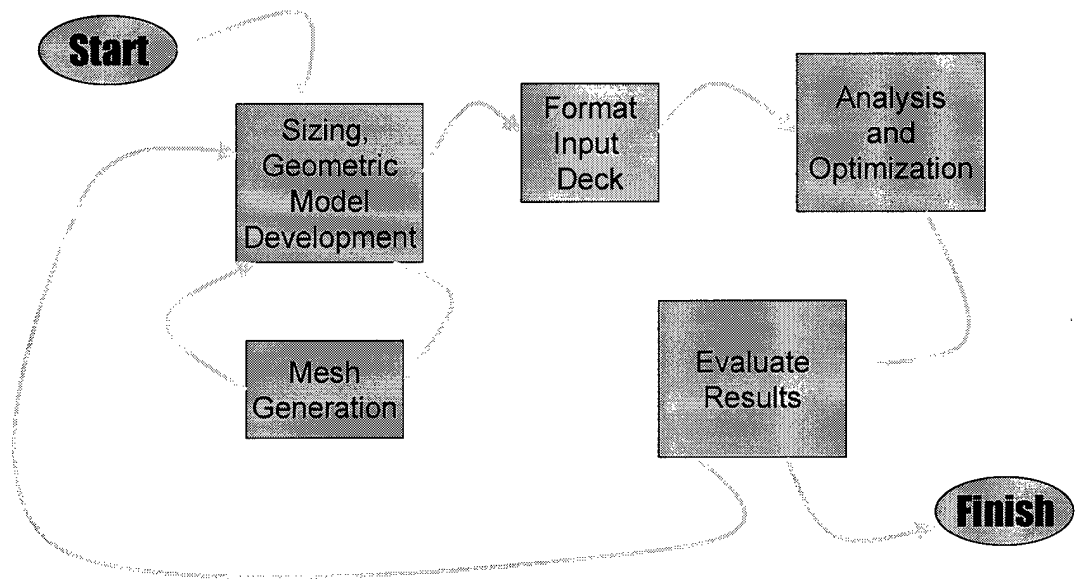 Start
Sizing,
Geometric
Model
Development
Format
Input
Deck
Analysis
and
Optimization
Mesh
Generation
Evaluate
Results
Finish